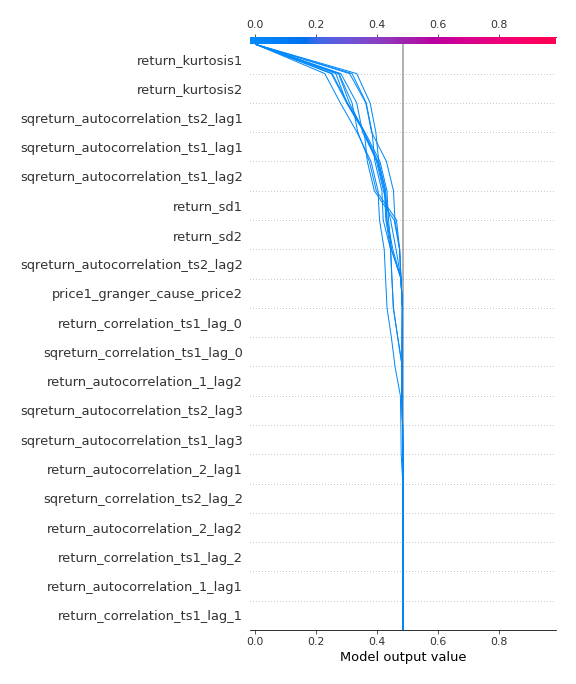 0.0 0.2 0.4 0.6 0.8
return_kurtosis1
return_kurtosis2
sqreturn_autocorrelation_ts2_lag1
sqreturn_autocorrelation_ts1_lag1
sqreturn_autocorrelation_ts1_lag2
return_sd1
return_sd2
sqreturn_autocorrelation_ts2_lag2
price1_granger_cause_price2
return_correlation_ts1_lag_0
sqreturn_correlation_ts1_lag_0
return_autocorrelation_1_lag2
sqreturn_autocorrelation_ts2_lag3
sqreturn_autocorrelation_ts1_lag3
return_autocorrelation_2_lag1
sqreturn_correlation_ts2_lag_2
return_autocorrelation_2_lag2
return_correlation_ts1_lag_2
return_autocorrelation_1_lag1
return_correlation_ts1_lag_1
0.0 0.2 0.4 0.6 0.8
Model output value